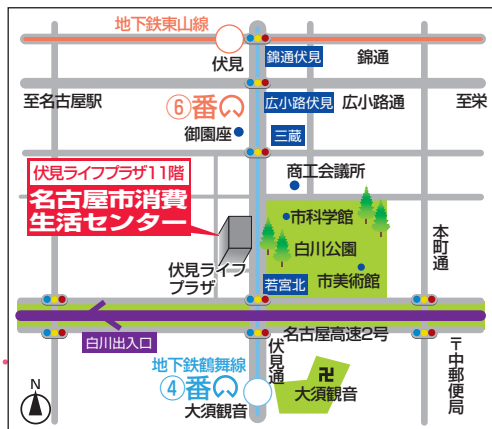 地下鉄東山線
伏見
錦通伏見
錦通
至名古屋駅
⑥番
広小路伏見
広小路通
至栄
御園座
三蔵
伏見ライフプラザ11階
名古屋市消費
生活センター
商工会議所
市科学館
白川公園
市美術館
本町通
伏見ライフ
プラザ
若宮北
白川出入口
名古屋高速2号
伏見通
地下鉄鶴舞線
④番
大須観音
卍
大須観音
〒中郵便局
N